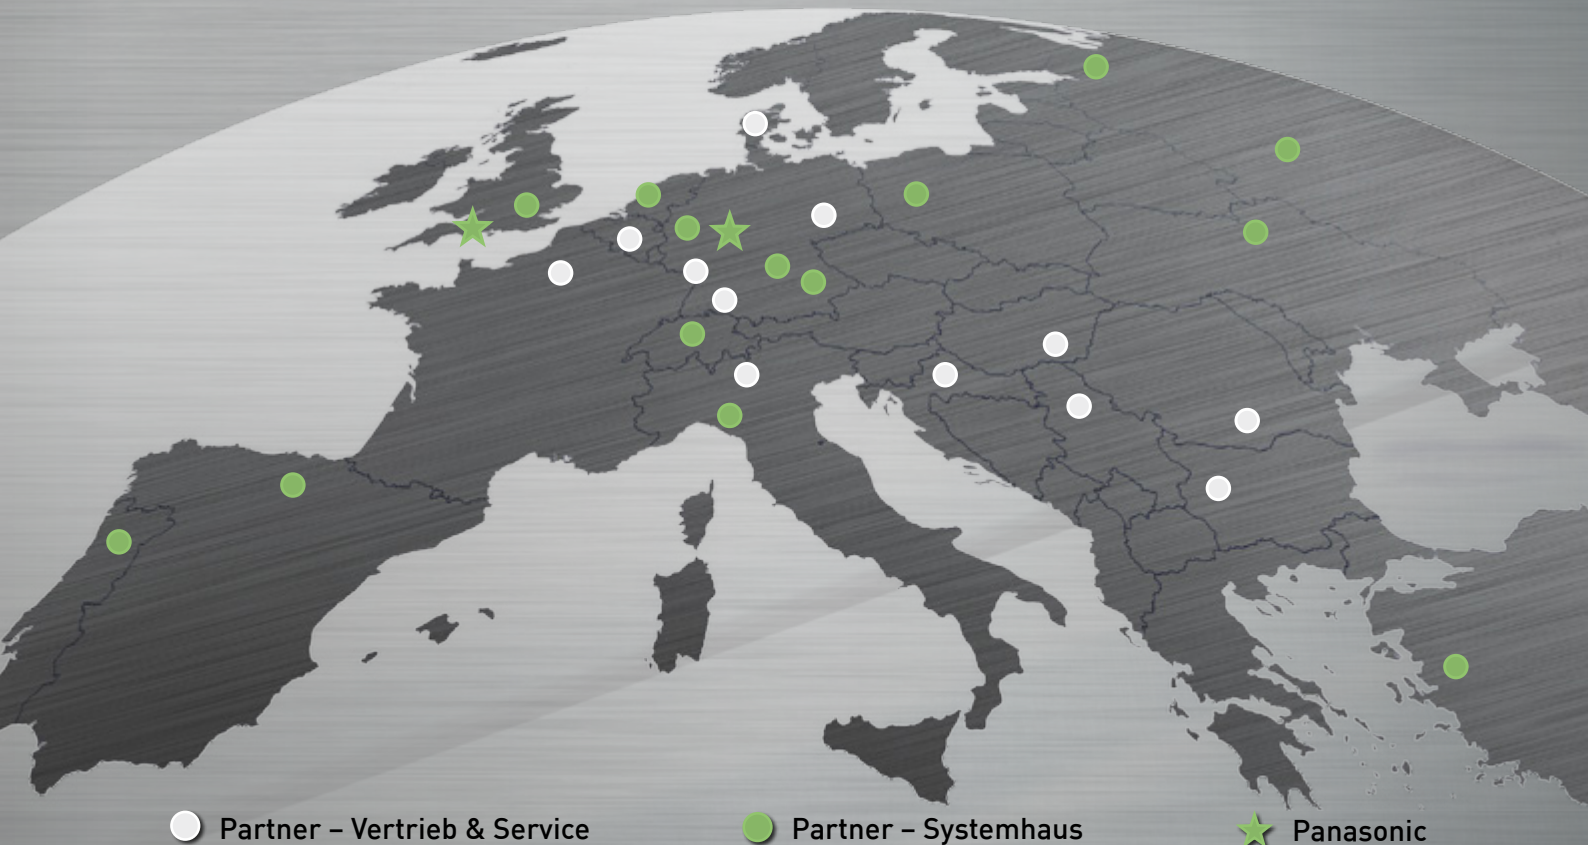 Partner – Vertrieb & Service
Partner – Systemhaus
Panasonic